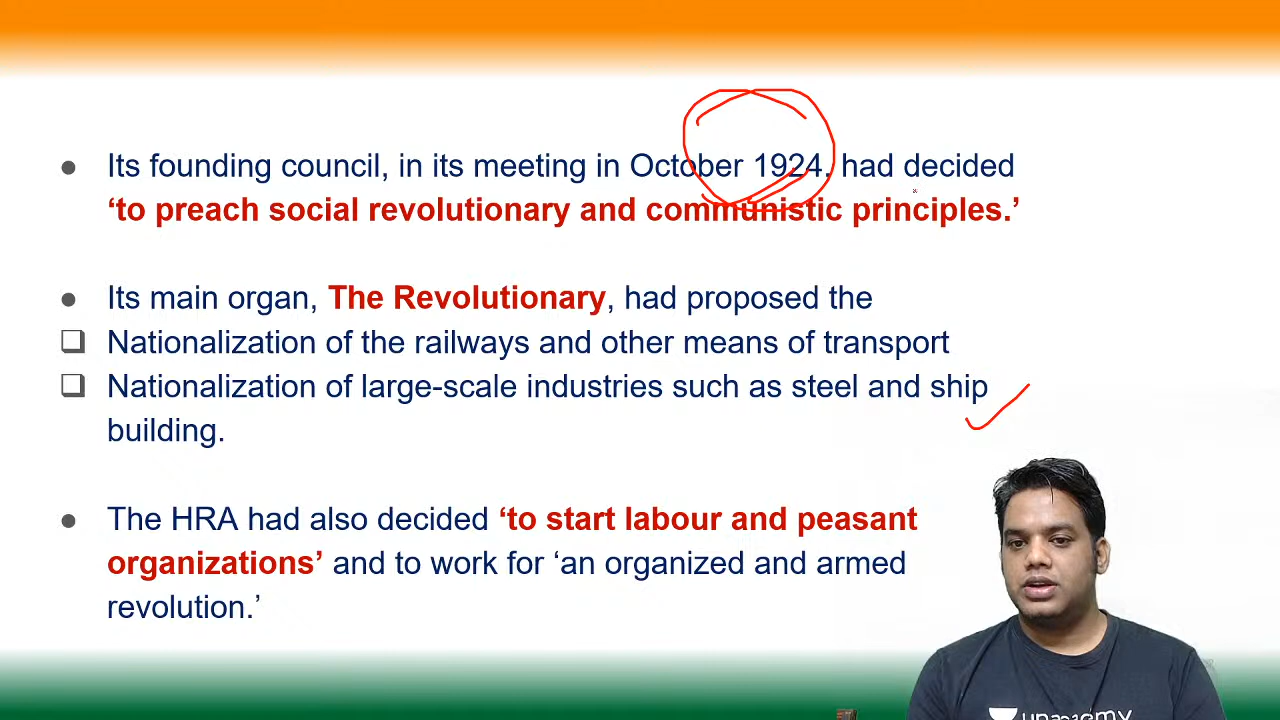 ● Its founding council, in its meeting in October 1924, had decided
‘to preach social revolutionary and communistic principles.’
● Its main organ, The Revolutionary, had proposed the
❑ Nationalization of the railways and other means of transport
❑ Nationalization of large-scale industries such as steel and ship
building.
● The HRA had also decided ‘to start labour and peasant
organizations’ and to work for ‘an organized and armed
revolution.’
unacademy